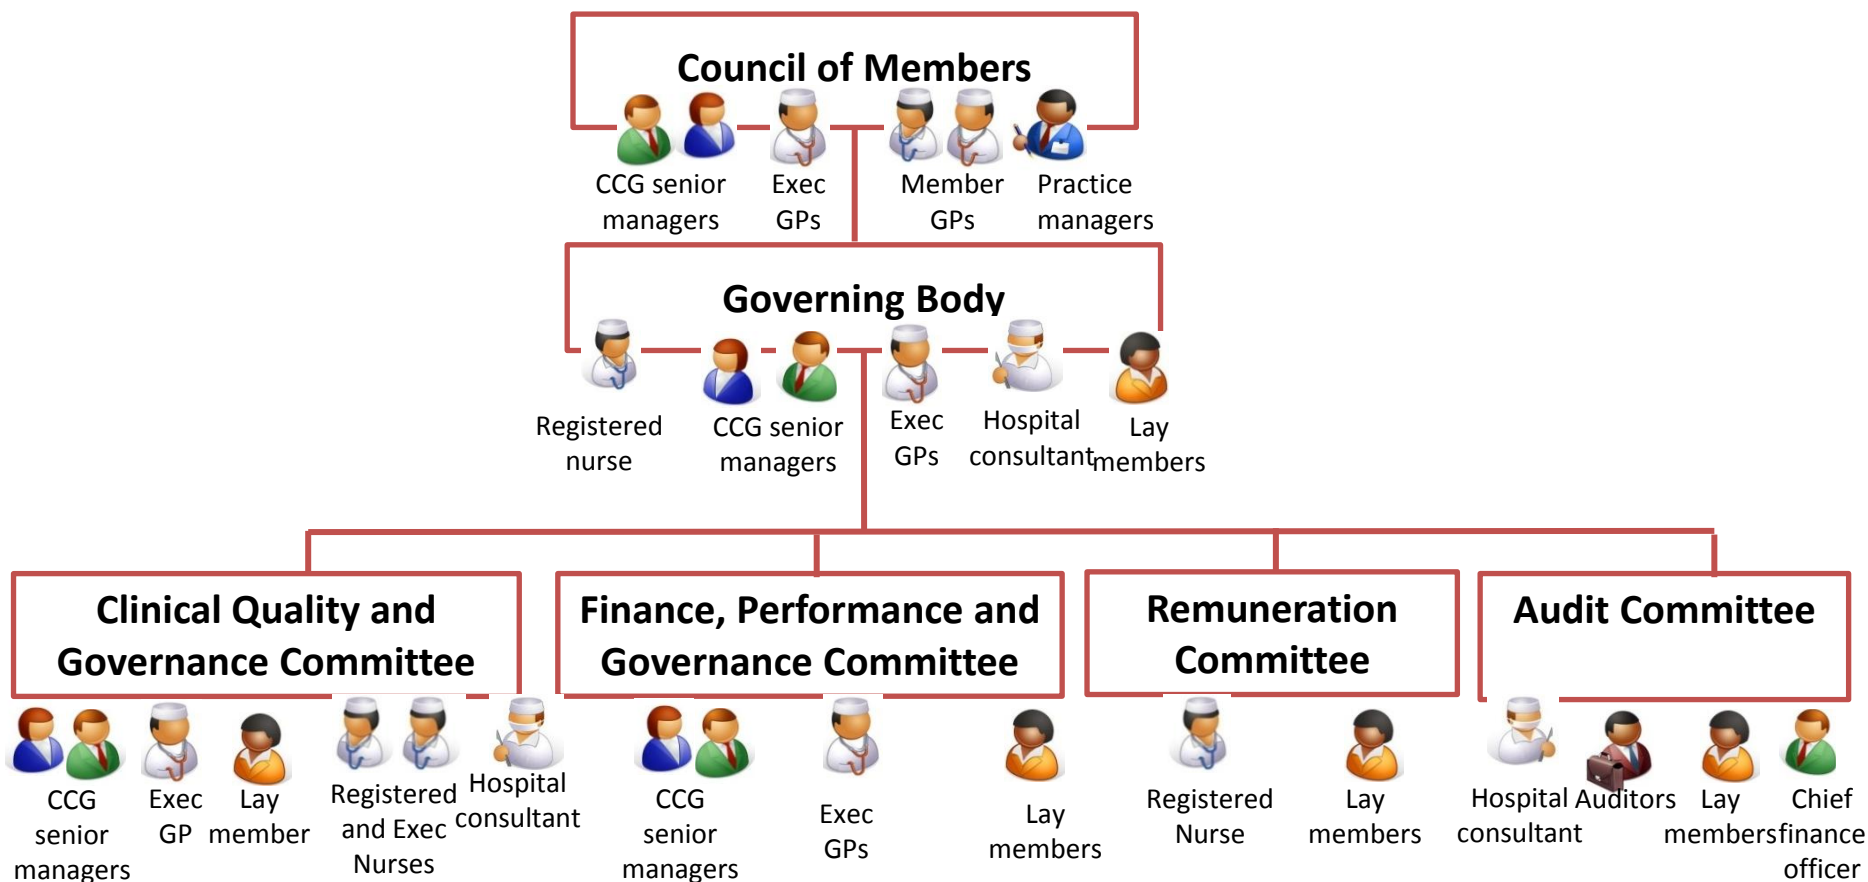 Council of Members
CCG senior
managers
Exec
GPs
Member
GPs
Practice
managers
Governing Body
Registered
nurse
CCG senior
managers
Exec
GPs
Hospital
consultant
Lay
members
Clinical Quality and
Governance Committee
CCG
senior
managers
Exec
GP
Lay
member
Registered
and Exec
Nurses
Hospital
consultant
Finance, Performance and
Governance Committee
CCG
senior
managers
Exec
GPs
Lay
members
Remuneration
Committee
Registered
Nurse
Lay
members
Audit Committee
Hospital
consultant
Auditors
Lay
members
Chief
finance
officer